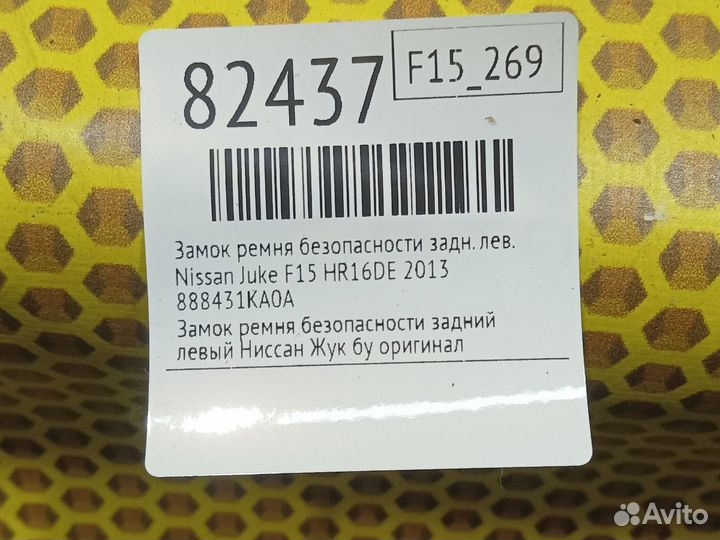 82437
F15_269
Замок ремня безопасности задн. лев.
Nissan Juke F15 HR16DE 2013
888431KA0A
Замок ремня безопасности задний
левый Ниссан Жук бу оригинал
Avito